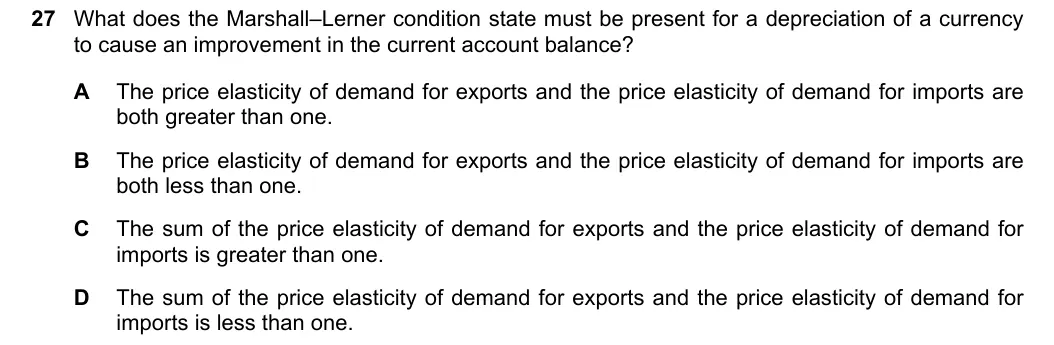 27 What does the Marshall–Lerner condition state must be present for a depreciation of a currency
to cause an improvement in the current account balance?
A The price elasticity of demand for exports and the price elasticity of demand for imports are
both greater than one.
B The price elasticity of demand for exports and the price elasticity of demand for imports are
both less than one.
C The sum of the price elasticity of demand for exports and the price elasticity of demand for
imports is greater than one.
D The sum of the price elasticity of demand for exports and the price elasticity of demand for
imports is less than one.